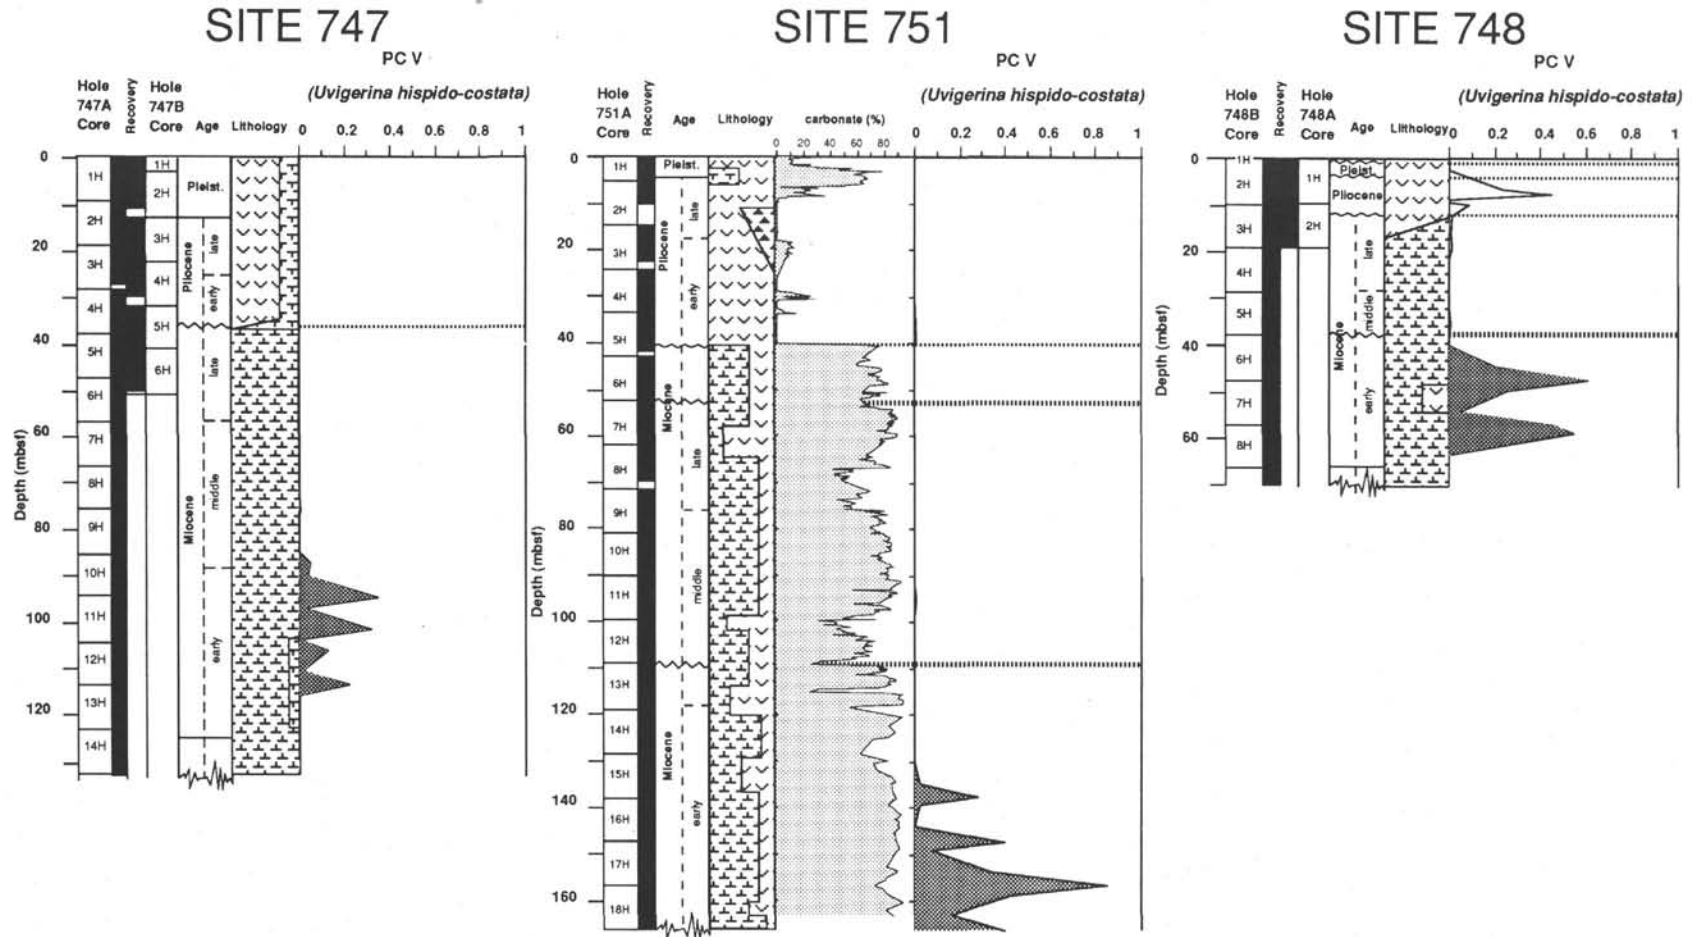 SITE 747
PC V
Hole 747A Core
Recovery
Hole 747B Core
Age
Lithology
(Uvigerina hispido-costata)
0 0.2 0.4 0.6 0.8 1
Depth (mbsf)
0
20
40
60
80
100
120
1H
2H
3H
4H
5H
6H
7H
8H
9H
10H
11H
12H
13H
14H
1H
2H
3H
4H
5H
6H
Pleist.
Pliocene
late
early
Miocene
late
middle
early
SITE 751
PC V
Hole 751A Core
Recovery
Age
Lithology
carbonate (%)
(Uvigerina hispido-costata)
0 20 40 60 80
0 0.2 0.4 0.6 0.8 1
Depth (mbsf)
0
20
40
60
80
100
120
140
160
1H
2H
3H
4H
5H
6H
7H
8H
9H
10H
11H
12H
13H
14H
15H
16H
17H
18H
Pleist.
Pliocene
late
early
Miocene
late
middle
Miocene
early
SITE 748
PC V
Hole 748B Core
Recovery
Hole 748A Core
Age
Lithology
(Uvigerina hispido-costata)
0 0.2 0.4 0.6 0.8 1
Depth (mbsf)
0
20
40
60
1H
2H
3H
4H
5H
6H
7H
8H
1H
2H
Pleist.
Pliocene
late
middle
Miocene
early